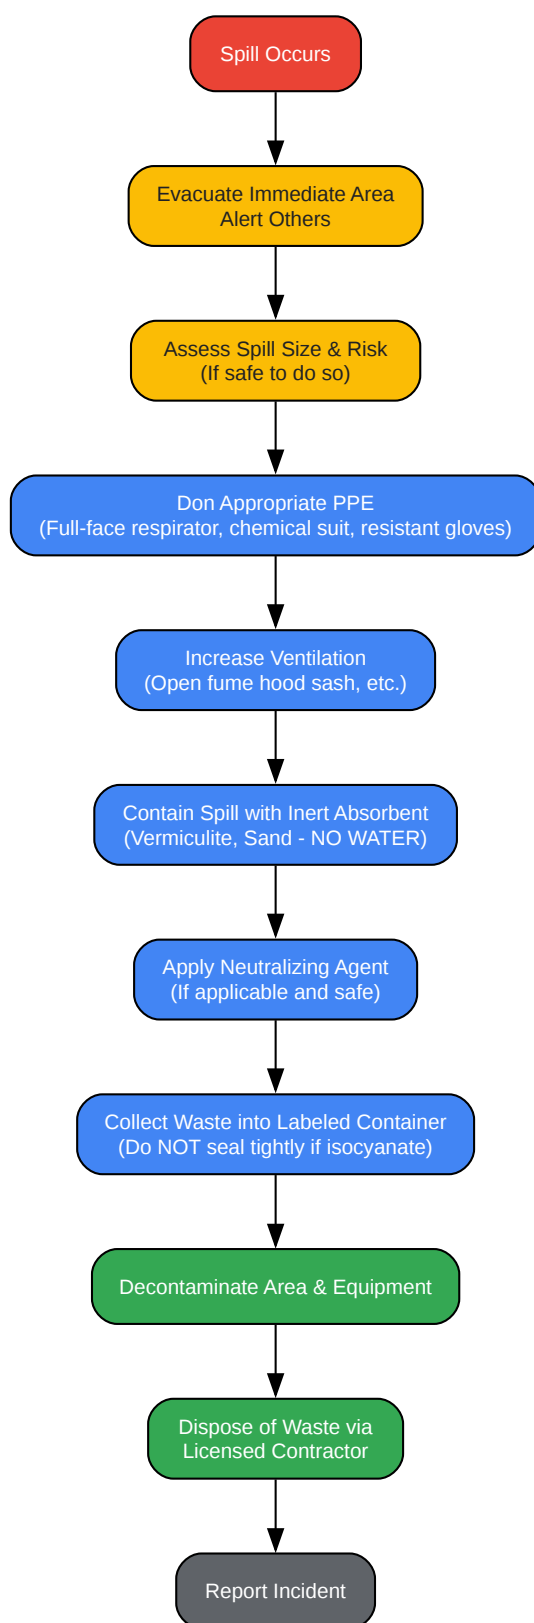 Spill Occurs
Evacuate Immediate Area
Alert Others
Assess Spill Size & Risk
(If safe to do so)
Don Appropriate PPE
(Full-face respirator, chemical suit, resistant gloves)
Increase Ventilation
(Open fume hood sash, etc.)
Contain Spill with Inert Absorbent
(Vermiculite, Sand - NO WATER)
Apply Neutralizing Agent
(If applicable and safe)
Collect Waste into Labeled Container
(Do NOT seal tightly if isocyanate)
Decontaminate Area & Equipment
Dispose of Waste via
Licensed Contractor
Report Incident